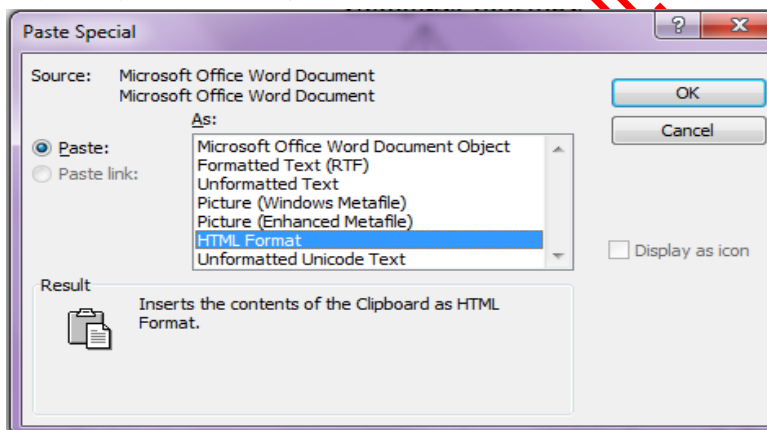 Paste Special
?
Source: Microsoft Office Word Document
Microsoft Office Word Document
As:
Paste:
Paste link:
Microsoft Office Word Document Object
Formatted Text (RTF)
Unformatted Text
Picture (Windows Metafile)
Picture (Enhanced Metafile)
HTML Format
Unformatted Unicode Text
OK
Cancel
Display as icon
Result
Inserts the contents of the Clipboard as HTML
Format.